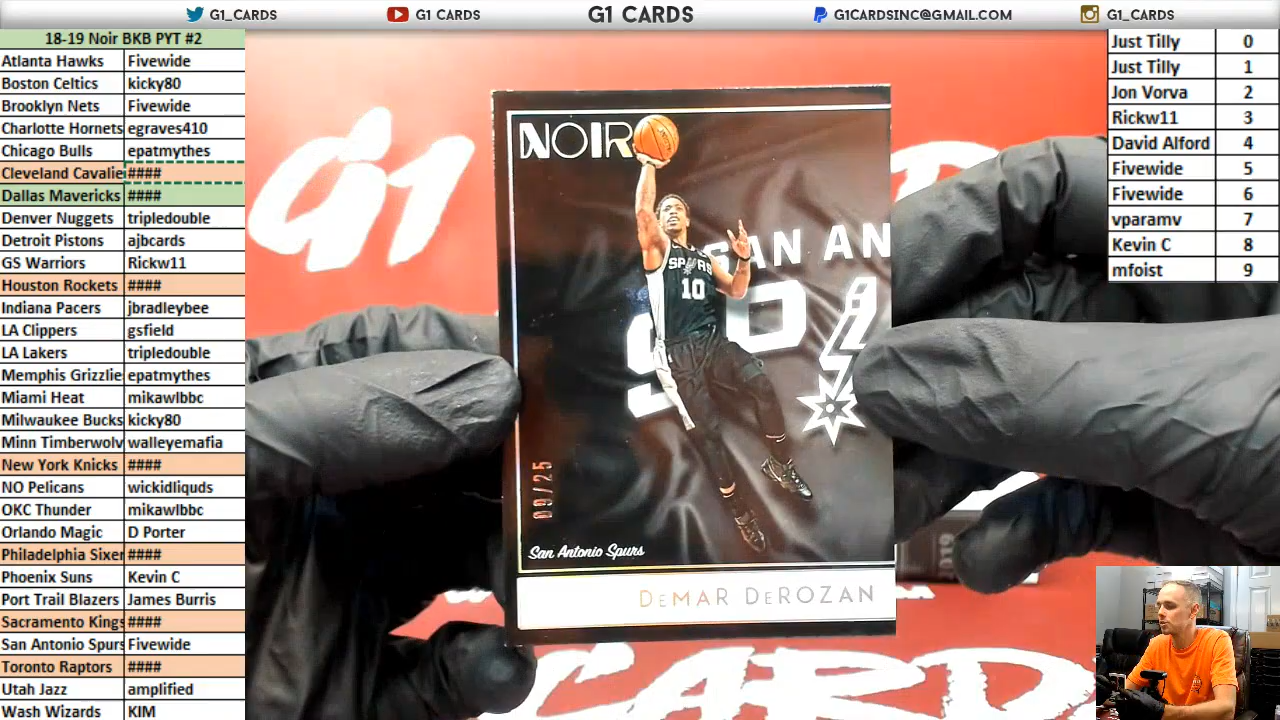 G1_CARDS
G1 CARDS
G1 CARDS
G1CARDSINC@GMAIL.COM
G1_CARDS
18-19 Noir BKB PYT #2
Atlanta Hawks Fivewide
Boston Celtics kicky80
Brooklyn Nets Fivewide
Charlotte Hornets egraves410
Chicago Bulls epatmythes
Cleveland Cavalie ####
Dallas Mavericks ####
Denver Nuggets tripledouble
Detroit Pistons ajbcards
GS Warriors Rickw11
Houston Rockets ####
Indiana Pacers jbradleybee
LA Clippers gsfield
LA Lakers tripledouble
Memphis Grizzlie epatmythes
Miami Heat mikawlbbc
Milwaukee Bucks kicky80
Minn Timberwolv walleyemafia
New York Knicks ####
NO Pelicans wickidliquds
OKC Thunder mikawlbbc
Orlando Magic D Porter
Philadelphia Sixer ####
Phoenix Suns Kevin C
Port Trail Blazers James Burris
Sacramento Kings ####
San Antonio Spurs Fivewide
Toronto Raptors ####
Utah Jazz amplified
Wash Wizards KIM
G1
NOIR
SAN AN
SPURS
10
09/25
San Antonio Spurs
DEMAR DEROZAN
2019
CARD
Just Tilly 0
Just Tilly 1
Jon Vorva 2
Rickw11 3
David Alford 4
Fivewide 5
Fivewide 6
vparamv 7
Kevin C 8
mfoist 9